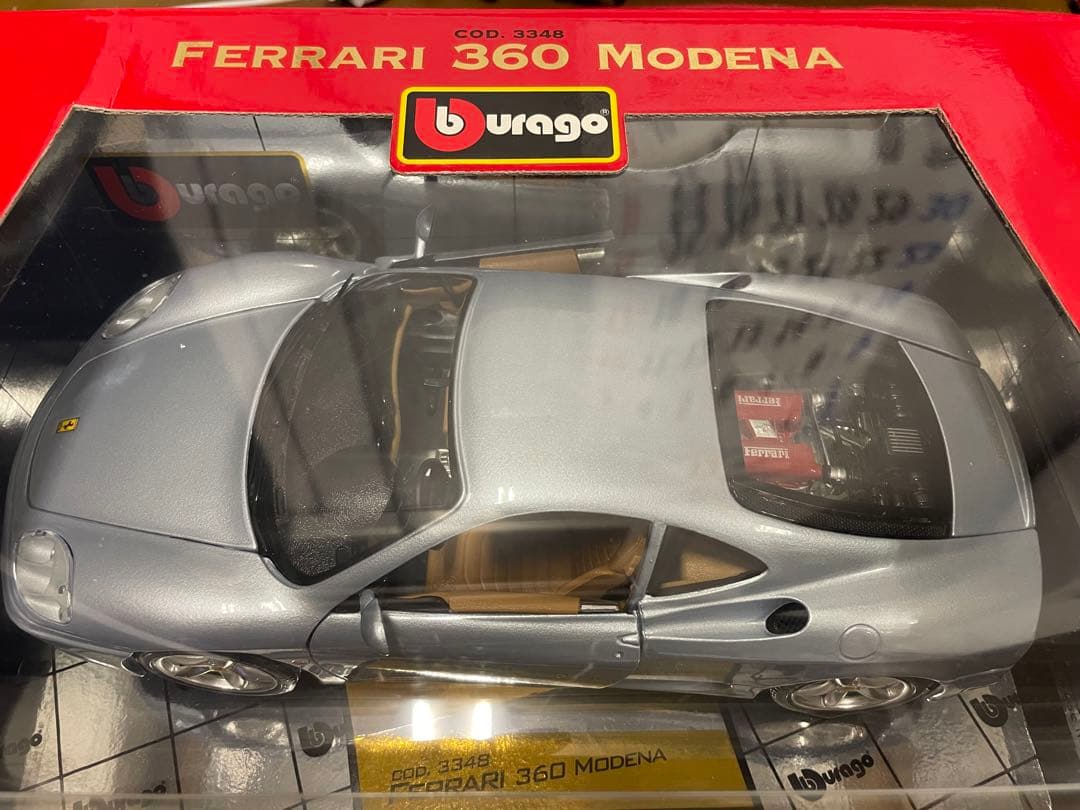 COD. 3348
FERRARI 360 MODENA
burago®
burago
Ferrari
Ferrari
COD. 3348
FERRARI 360 MODENA
burago
burago